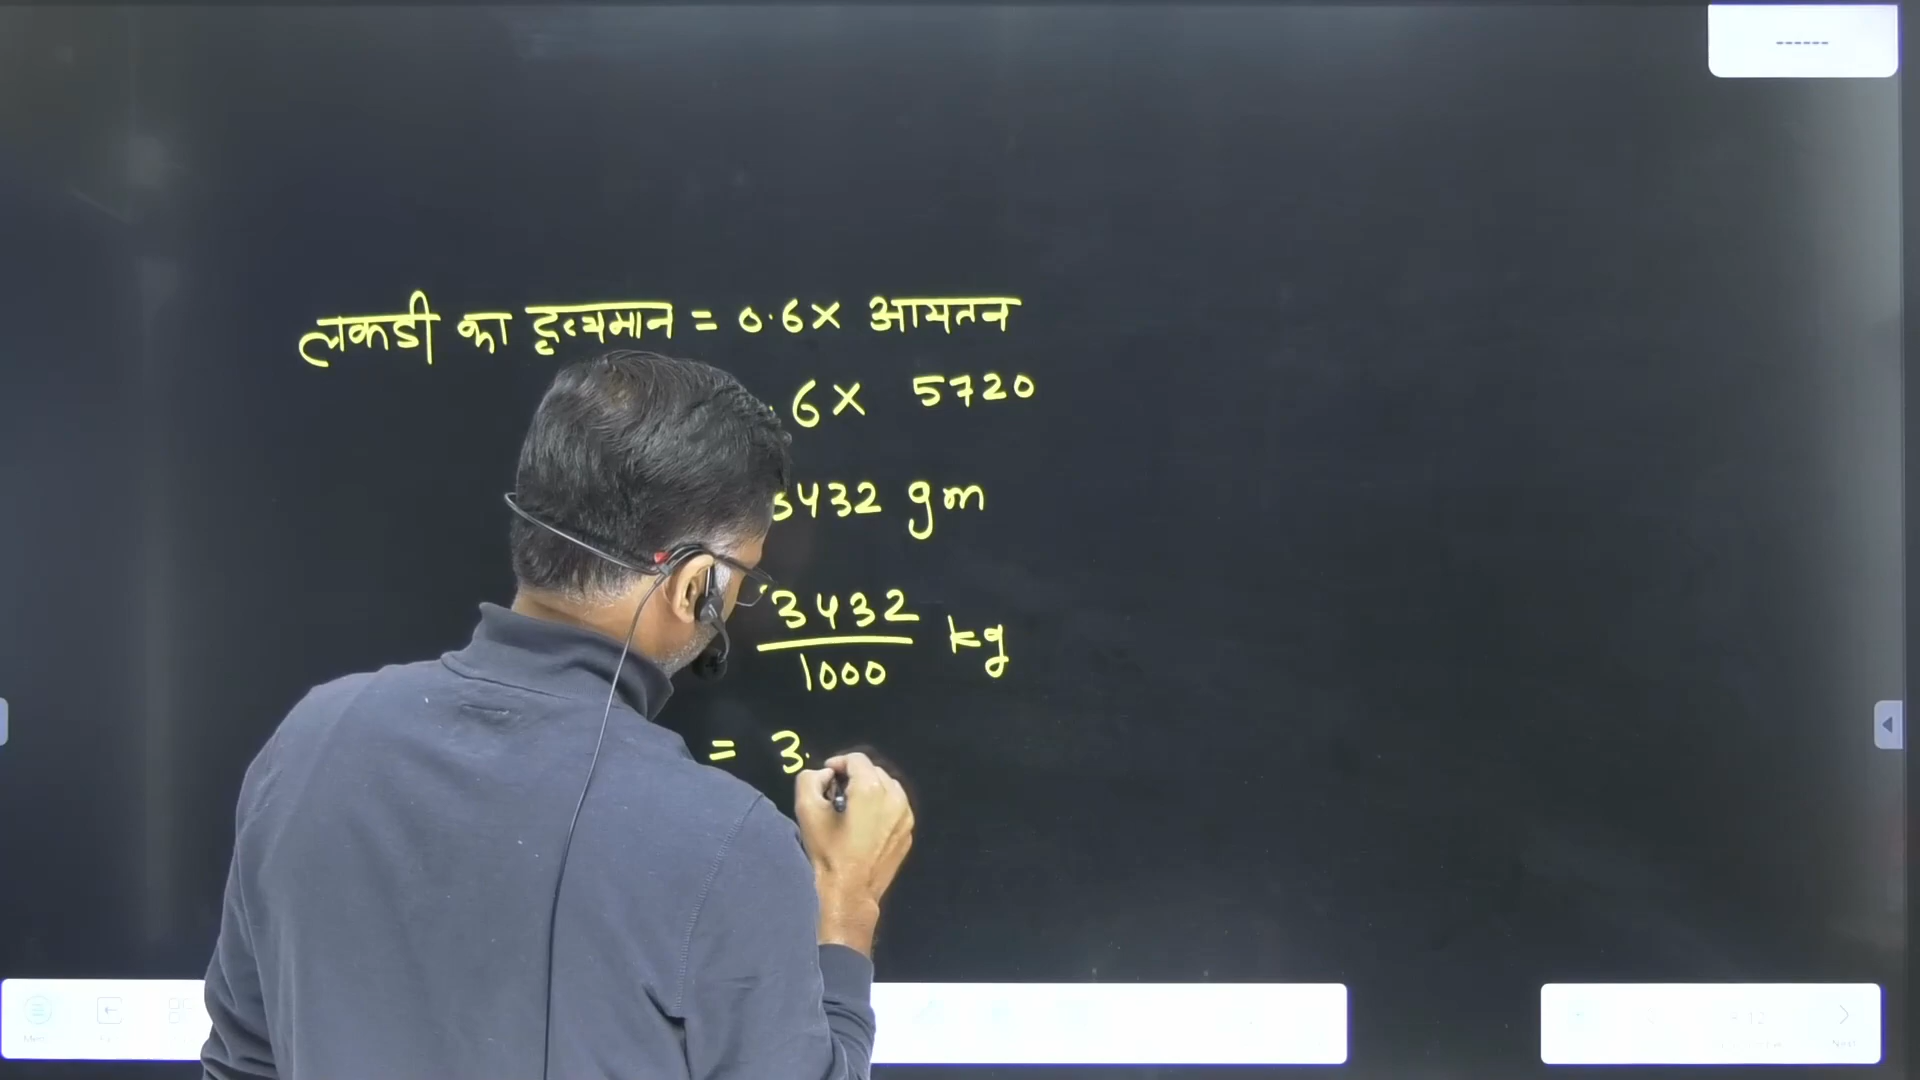 लकडी का द्रव्यमान = 0.6 × आयतन
.6 × 5720
3432 gm
3432
1000 kg
= 3.